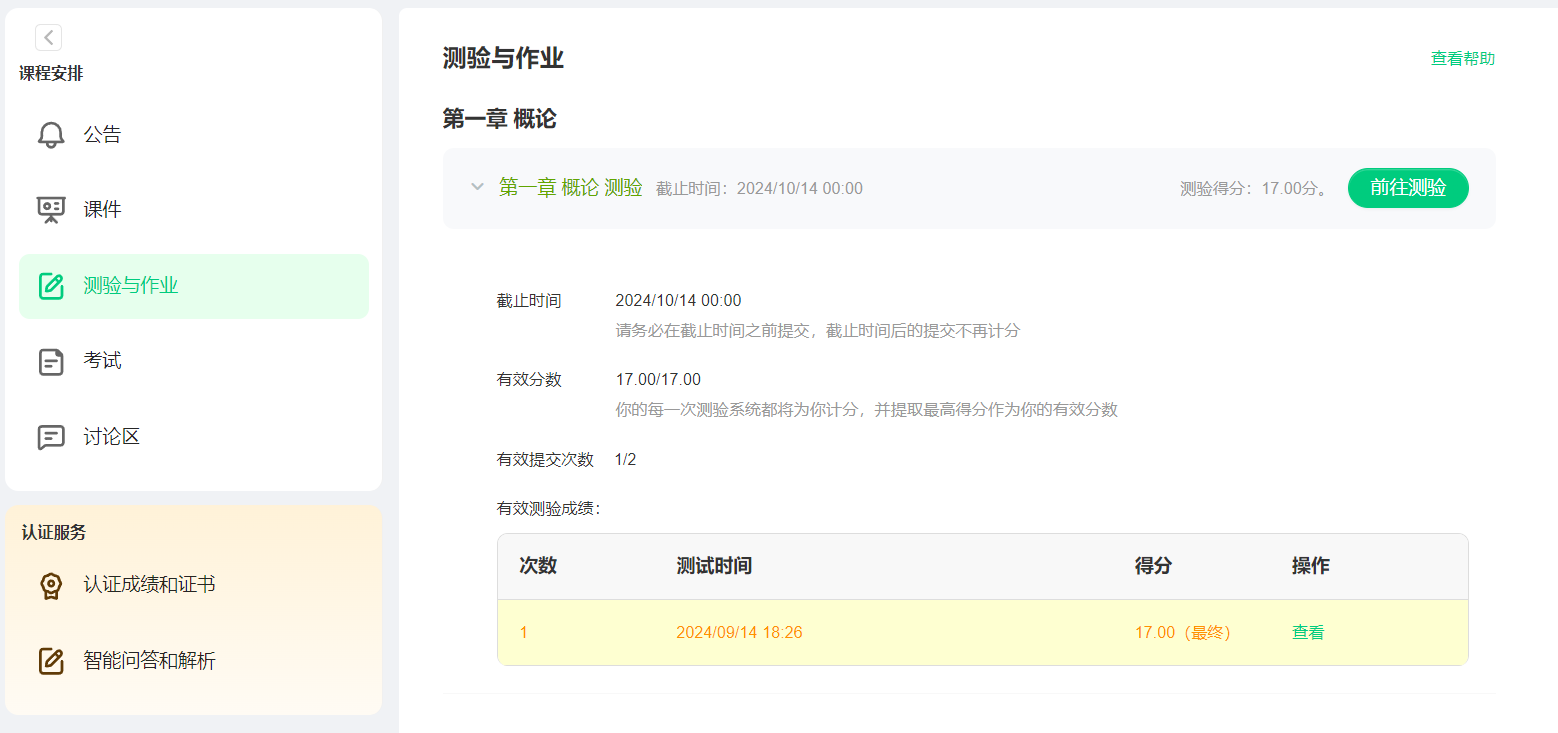 课程安排
公告
课件
测验与作业
考试
讨论区
认证服务
认证成绩和证书
智能问答和解析
测验与作业 查看帮助
第一章 概论
第一章 概论 测验 截止时间：2024/10/14 00:00 测验得分：17.00分。 前往测验
截止时间 2024/10/14 00:00
请务必在截止时间之前提交，截止时间后的提交不再计分
有效分数 17.00/17.00
你的每一次测验系统都将为你计分，并提取最高得分作为你的有效分数
有效提交次数 1/2
有效测验成绩：
次数 测试时间 得分 操作
1 2024/09/14 18:26 17.00（最终） 查看